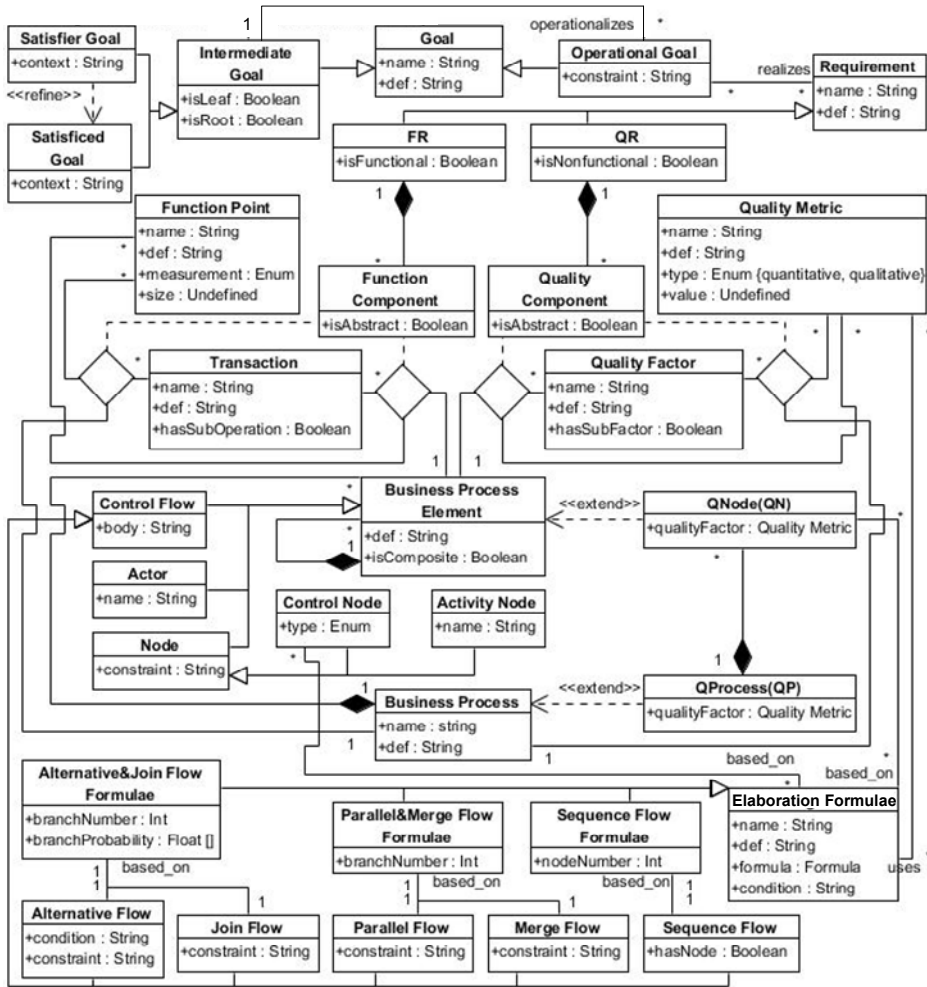 1
operationalizes
*
Satisfier Goal
+context : String
Intermediate
Goal
+isLeaf : Boolean
+isRoot : Boolean
Goal
+name : String
+def : String
Operational Goal
+constraint : String
realizes
*
*
Requirement
+name : String
+def : String
<<refine>>
Satisficed
Goal
+context : String
FR
+isFunctional : Boolean
QR
+isNonfunctional : Boolean
1
1
Function Point
+name : String
+def : String
+measurement : Enum
+size : Undefined
*
*
Quality Metric
+name : String
+def : String
+type : Enum {quantitative, qualitative}
+value : Undefined
*
Function
Component
+isAbstract : Boolean
*
Quality
Component
+isAbstract : Boolean
*
*
*
Transaction
+name : String
+def : String
+hasSubOperation : Boolean
*
*
*
Quality Factor
+name : String
+def : String
+hasSubFactor : Boolean
*
1
1
1
Control Flow
+body : String
*
*
1
Business Process
Element
+def : String
+isComposite : Boolean
<<extend>>
QNode(QN)
+qualityFactor : Quality Metric
*
*
Actor
+name : String
Control Node
+type : Enum
*
Activity Node
+name : String
Node
+constraint : String
1
1
Business Process
+name : string
+def : String
1
1
<<extend>>
1
QProcess(QP)
+qualityFactor : Quality Metric
based_on
*
*
based_on
Alternative&Join Flow
Formulae
+branchNumber : Int
+branchProbability : Float []
Parallel&Merge Flow
Formulae
+branchNumber : Int
Sequence Flow
Formulae
+nodeNumber : Int
Elaboration Formulae
+name : String
+def : String
+formula : Formula
+condition : String
uses
1
1
based_on
1
1
1
based_on
1
based_on
1
1
Alternative Flow
+condition : String
+constraint : String
Join Flow
+constraint : String
Parallel Flow
+constraint : String
Merge Flow
+constraint : String
Sequence Flow
+hasNode : Boolean